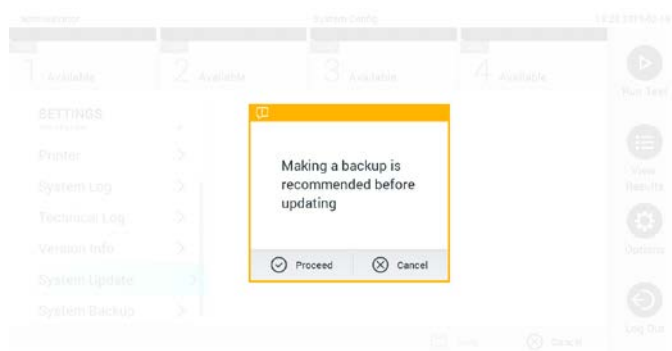 administrator System Config
1 Available 2 Available 3 Available 4 Available
Run Test
SETTINGS
Printer
System Log
Technical Log
Version Info
System Update
System Backup
View
Results
Options
Log Out
Making a backup is
recommended before
updating
Proceed Cancel
Save Cancel